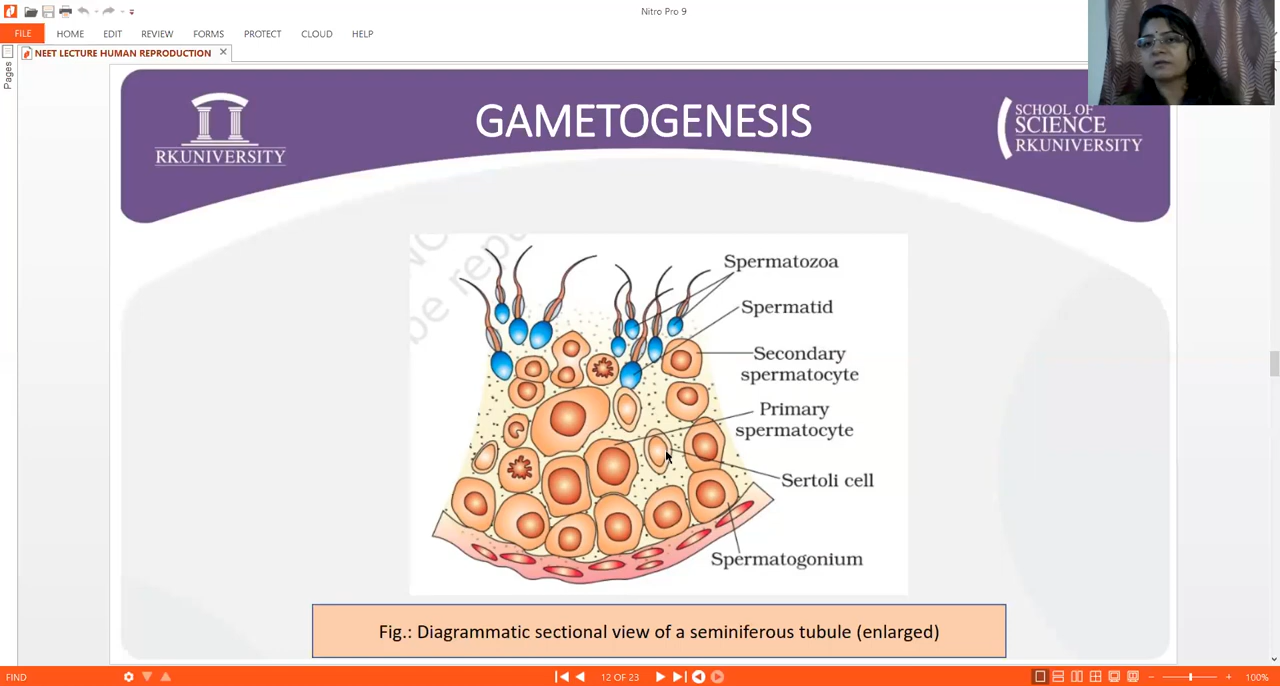 Nitro Pro 9
FILE HOME EDIT REVIEW FORMS PROTECT CLOUD HELP
NEET LECTURE HUMAN REPRODUCTION
Pages
RKUNIVERSITY
GAMETOGENESIS
SCHOOL OF
SCIENCE
RKUNIVERSITY
be repu
Spermatozoa
Spermatid
Secondary
spermatocyte
Primary
spermatocyte
Sertoli cell
Spermatogonium
Fig.: Diagrammatic sectional view of a seminiferous tubule (enlarged)
FIND
12 OF 23
100%